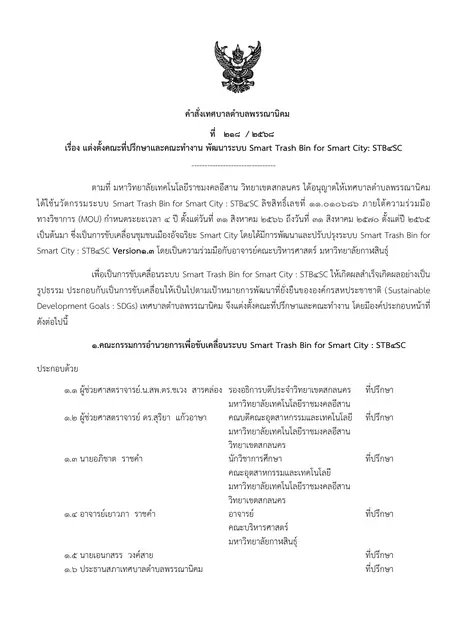 คำสั่งเทศบาลตำบลพรรณานิคม
ที่ ๒๑๘ / ๒๕๖๘
เรื่อง แต่งตั้งคณะที่ปรึกษาและคณะทำงาน พัฒนาระบบ Smart Trash Bin for Smart City: STB๔SC
--------------------------------
ตามที่ มหาวิทยาลัยเทคโนโลยีราชมงคลอีสาน วิทยาเขตสกลนคร ได้อนุญาตให้เทศบาลตำบลพรรณานิคม
ได้ใช้นวัตกรรมระบบ Smart Trash Bin for Smart City : STB๔SC ลิขสิทธิ์เลขที่ ๑๑.๐๑๐๖๘๖ ภายใต้ความร่วมมือ
ทางวิชาการ (MOU) กำหนดระยะเวลา ๔ ปี ตั้งแต่วันที่ ๓๑ สิงหาคม ๒๕๖๖ ถึงวันที่ ๓๑ สิงหาคม ๒๕๗๐ ตั้งแต่ปี ๒๕๖๕
เป็นต้นมา ซึ่งเป็นการขับเคลื่อนชุมชนเมืองอัจฉริยะ Smart City โดยได้มีการพัฒนาและปรับปรุงระบบ Smart Trash Bin for
Smart City : STB๔SC Version๑.๓ โดยเป็นความร่วมมือกับอาจารย์คณะบริหารศาสตร์ มหาวิทยาลัยกาฬสินธุ์
เพื่อเป็นการขับเคลื่อนระบบ Smart Trash Bin for Smart City : STB๔SC ให้เกิดผลสำเร็จเกิดผลอย่างเป็น
รูปธรรม ประกอบกับเป็นการขับเคลื่อนให้เป็นไปตามเป้าหมายการพัฒนาที่ยั่งยืนขององค์กรสหประชาชาติ (Sustainable
Development Goals : SDGs) เทศบาลตำบลพรรณานิคม จึงแต่งตั้งคณะที่ปรึกษาและคณะทำงาน โดยมีองค์ประกอบหน้าที่
ดังต่อไปนี้
๑.คณะกรรมการอำนวยการเพื่อขับเคลื่อนระบบ Smart Trash Bin for Smart City : STB๔SC
ประกอบด้วย
๑.๑ ผู้ช่วยศาสตราจารย์.น.สพ.ดร.ชเวง สารคล่อง รองอธิการบดีประจำวิทยาเขตสกลนคร ที่ปรึกษา
มหาวิทยาลัยเทคโนโลยีราชมงคลอีสาน
๑.๒ ผู้ช่วยศาสตราจารย์ ดร.สุริยา แก้วอาษา คณบดีคณะอุตสาหกรรมและเทคโนโลยี ที่ปรึกษา
มหาวิทยาลัยเทคโนโลยีราชมงคลอีสาน
วิทยาเขตสกลนคร
๑.๓ นายอภิชาต ราชคำ นักวิชาการศึกษา ที่ปรึกษา
คณะอุตสาหกรรมและเทคโนโลยี
มหาวิทยาลัยเทคโนโลยีราชมงคลอีสาน
วิทยาเขตสกลนคร
๑.๔ อาจารย์เยาวภา ราชคำ อาจารย์ ที่ปรึกษา
คณะบริหารศาสตร์
มหาวิทยาลัยกาฬสินธุ์
๑.๕ นายเอนกสรร วงค์สาย ที่ปรึกษา
๑.๖ ประธานสภาเทศบาลตำบลพรรณานิคม ที่ปรึกษา